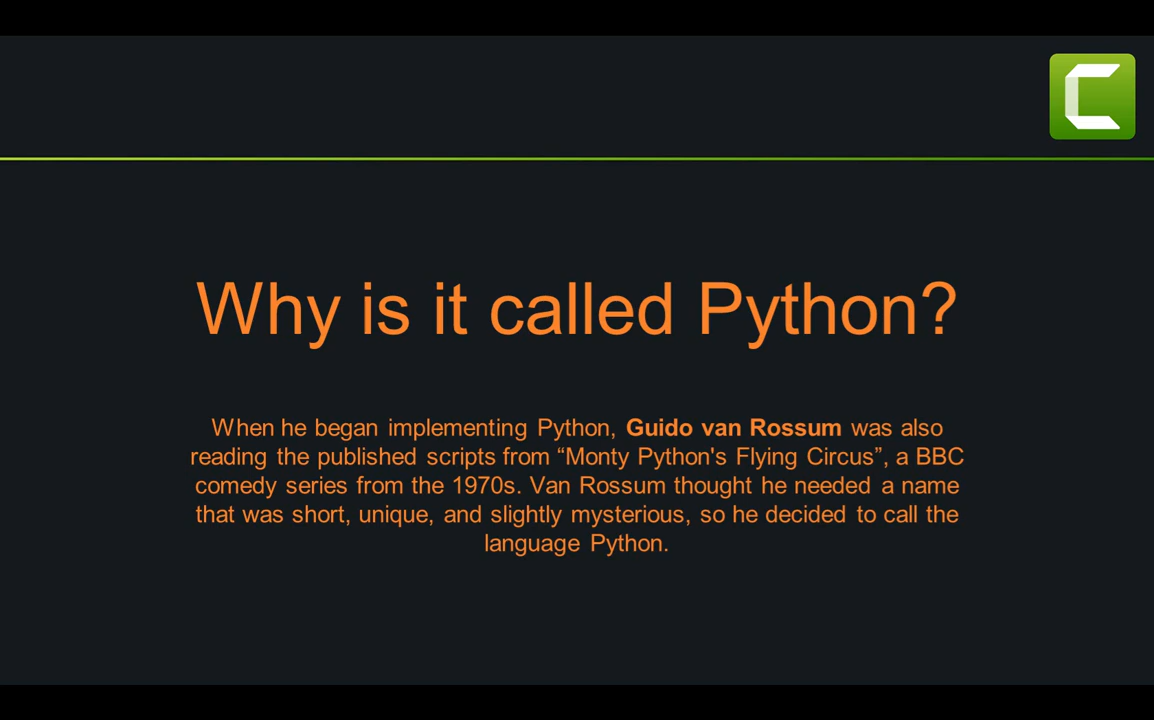 Why is it called Python?
When he began implementing Python, Guido van Rossum was also
reading the published scripts from “Monty Python's Flying Circus”, a BBC
comedy series from the 1970s. Van Rossum thought he needed a name
that was short, unique, and slightly mysterious, so he decided to call the
language Python.